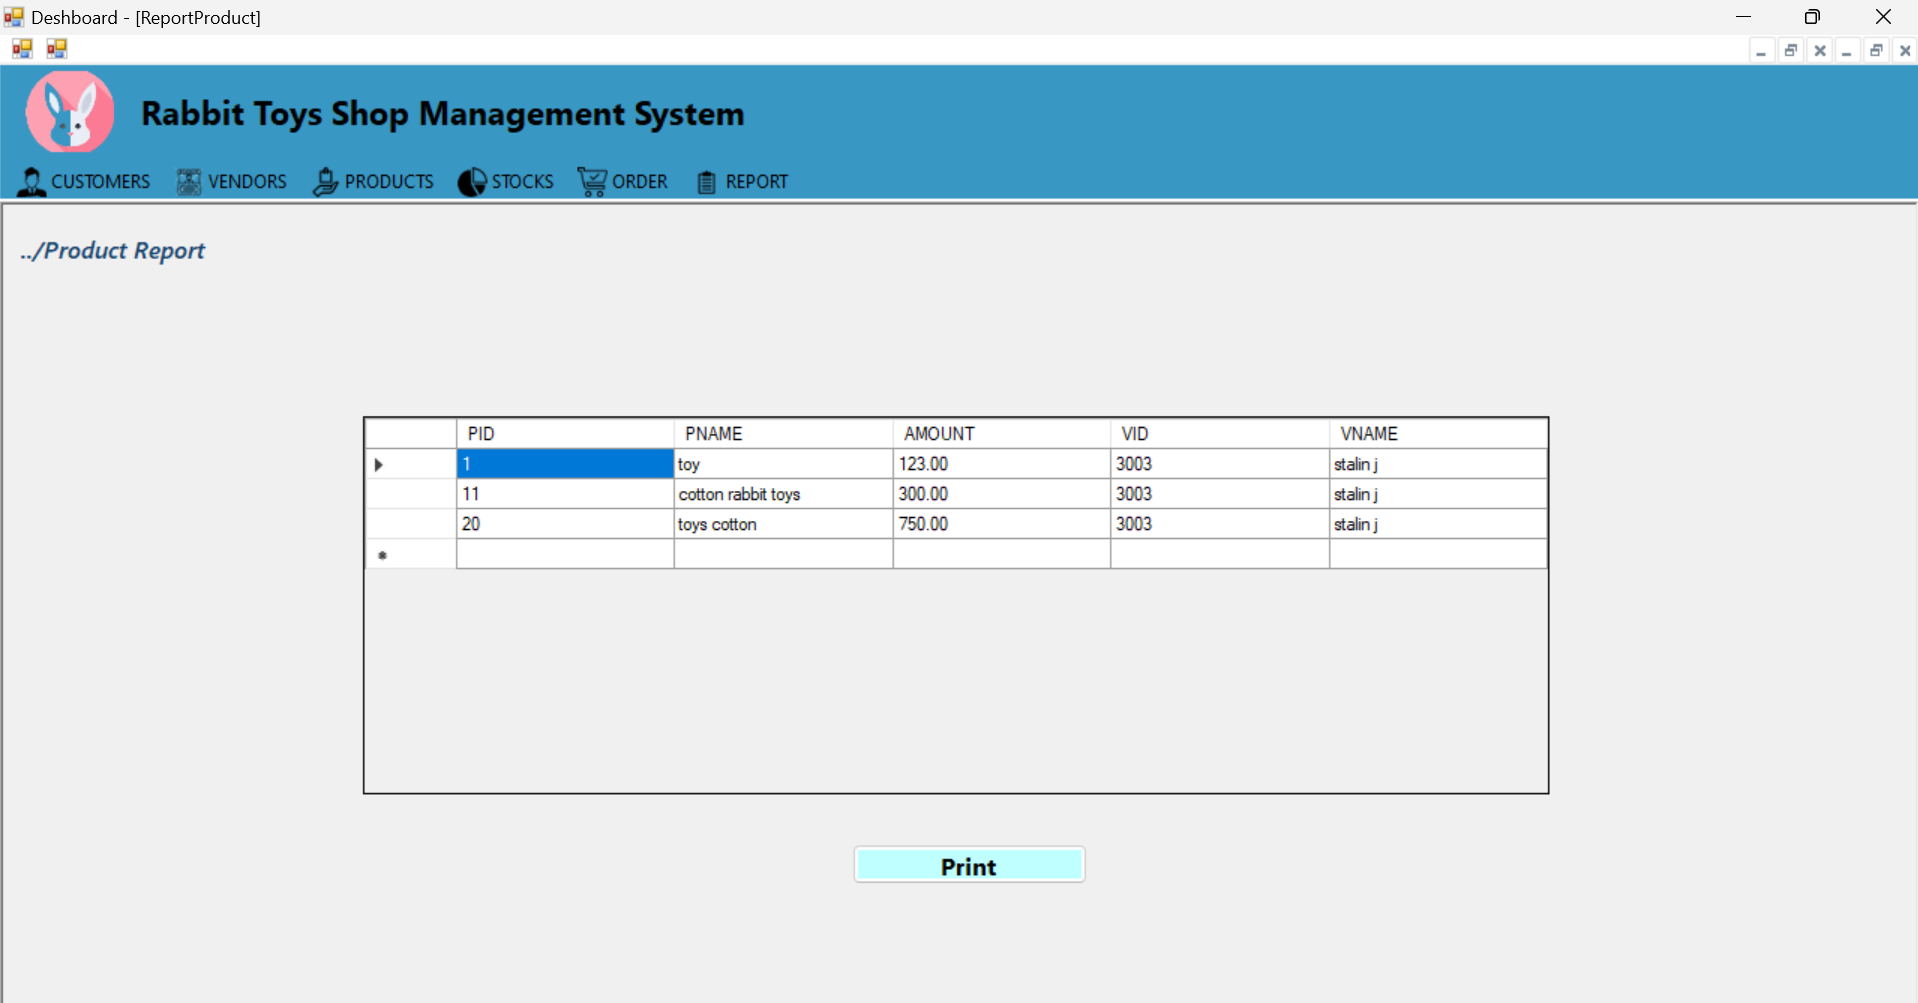 Deshboard - [ReportProduct]
Rabbit Toys Shop Management System
CUSTOMERS VENDORS PRODUCTS STOCKS ORDER REPORT
../Product Report
PID PNAME AMOUNT VID VNAME
1 toy 123.00 3003 stalin j
11 cotton rabbit toys 300.00 3003 stalin j
20 toys cotton 750.00 3003 stalin j
Print